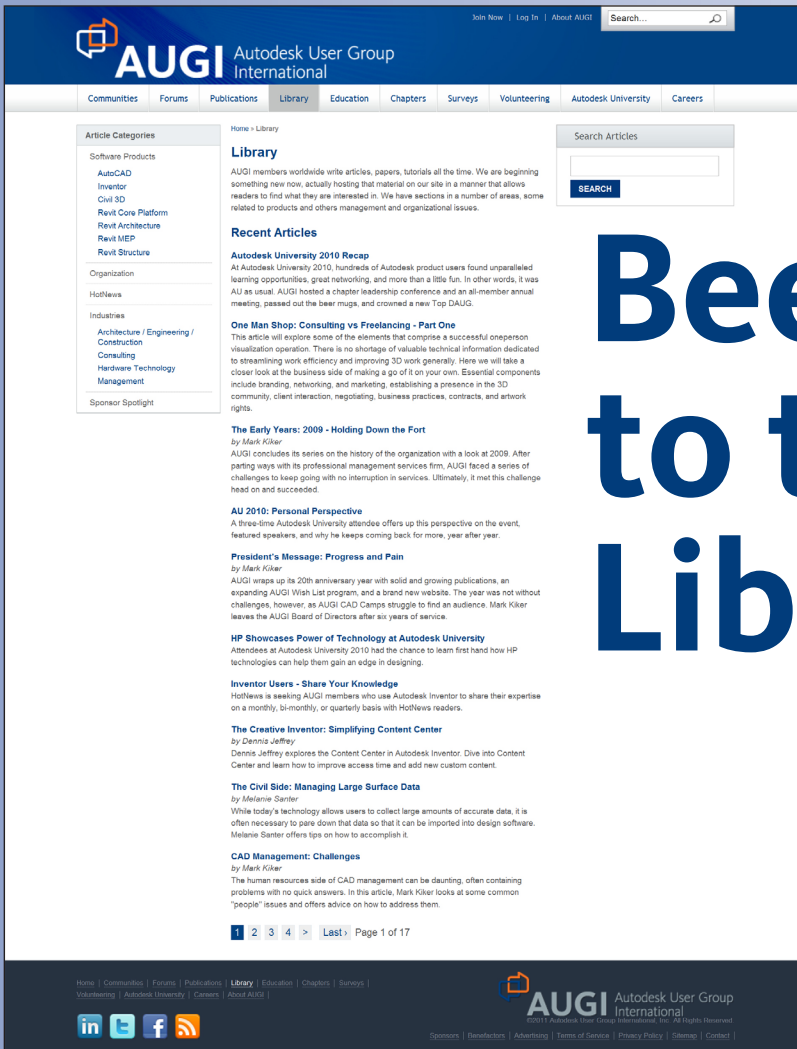 Join Now | Log In | About AUGI
Search...
AUGI Autodesk User Group
International
Communities Forums Publications Library Education Chapters Surveys Volunteering Autodesk University Careers
Article Categories
Software Products
AutoCAD
Inventor
Civil 3D
Revit Core Platform
Revit Architecture
Revit MEP
Revit Structure
Organization
HotNews
Industries
Architecture / Engineering /
Construction
Consulting
Hardware Technology
Management
Sponsor Spotlight
Home » Library
Library
AUGI members worldwide write articles, papers, tutorials all the time. We are beginning
something new now, actually hosting that material on our site in a manner that allows
readers to find what they are interested in. We have sections in a number of areas, some
related to products and others management and organizational issues.
Recent Articles
Autodesk University 2010 Recap
At Autodesk University 2010, hundreds of Autodesk product users found unparalleled
learning opportunities, great networking, and more than a little fun. In other words, it was
AU as usual. AUGI hosted a chapter leadership conference and an all-member annual
meeting, passed out the beer mugs, and crowned a new Top DAUG.
One Man Shop: Consulting vs Freelancing - Part One
This article will explore some of the elements that comprise a successful oneperson
visualization operation. There is no shortage of valuable technical information dedicated
to streamlining work efficiency and improving 3D work generally. Here we will take a
closer look at the business side of making a go of it on your own. Essential components
include branding, networking, and marketing, establishing a presence in the 3D
community, client interaction, negotiating, business practices, contracts, and artwork
rights.
The Early Years: 2009 - Holding Down the Fort
by Mark Kiker
AUGI concludes its series on the history of the organization with a look at 2009. After
parting ways with its professional management services firm, AUGI faced a series of
challenges to keep going with no interruption in services. Ultimately, it met this challenge
head on and succeeded.
AU 2010: Personal Perspective
A three-time Autodesk University attendee offers up this perspective on the event,
featured speakers, and why he keeps coming back for more, year after year.
President's Message: Progress and Pain
by Mark Kiker
AUGI wraps up its 20th anniversary year with solid and growing publications, an
expanding AUGI Wish List program, and a brand new website. The year was not without
challenges, however, as AUGI CAD Camps struggle to find an audience. Mark Kiker
leaves the AUGI Board of Directors after six years of service.
HP Showcases Power of Technology at Autodesk University
Attendees at Autodesk University 2010 had the chance to learn first hand how HP
technologies can help them gain an edge in designing.
Inventor Users - Share Your Knowledge
HotNews is seeking AUGI members who use Autodesk Inventor to share their expertise
on a monthly, bi-monthly, or quarterly basis with HotNews readers.
The Creative Inventor: Simplifying Content Center
by Dennis Jeffrey
Dennis Jeffrey explores the Content Center in Autodesk Inventor. Dive into Content
Center and learn how to improve access time and add new custom content.
The Civil Side: Managing Large Surface Data
by Melanie Santer
While today's technology allows users to collect large amounts of accurate data, it is
often necessary to pare down that data so that it can be imported into design software.
Melanie Santer offers tips on how to accomplish it.
CAD Management: Challenges
by Mark Kiker
The human resources side of CAD management can be daunting, often containing
problems with no quick answers. In this article, Mark Kiker looks at some common
"people" issues and offers advice on how to address them.
1 2 3 4 > Last › Page 1 of 17
Search Articles
SEARCH
Bee
to t
Lib
Home | Communities | Forums | Publications | Library | Education | Chaptors | Surveys |
Volunteering | Autodesk University | Careers | About AUGI |
in t f
AUGI Autodesk User Group
International
©2011 Autodesk User Group International, Inc. All Rights Reserved
Sponsors | Benefactors | Advertising | Terms of Service | Privacy Policy | Sitemap | Contact |